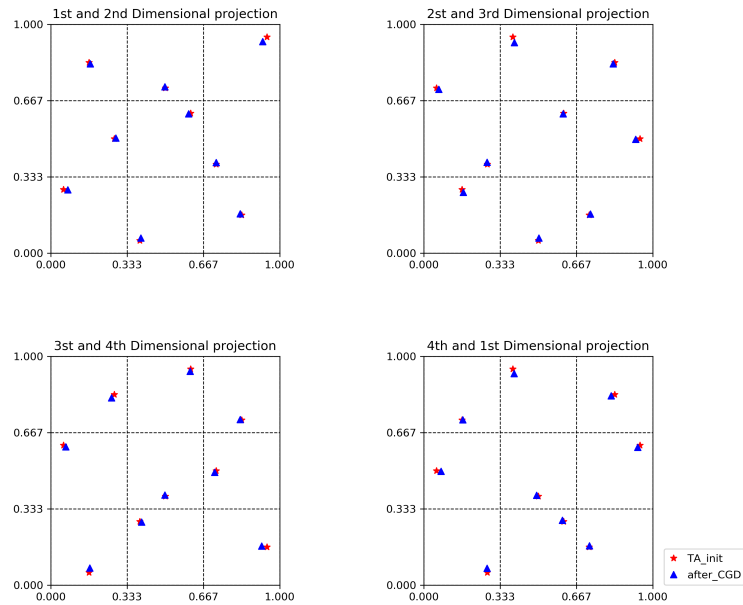 1st and 2nd Dimensional projection
1.000
0.667
0.333
0.000
0.000 0.333 0.667 1.000
2st and 3rd Dimensional projection
1.000
0.667
0.333
0.000
0.000 0.333 0.667 1.000
3st and 4th Dimensional projection
1.000
0.667
0.333
0.000
0.000 0.333 0.667 1.000
4th and 1st Dimensional projection
1.000
0.667
0.333
0.000
0.000 0.333 0.667 1.000
TA_init
after_CGD